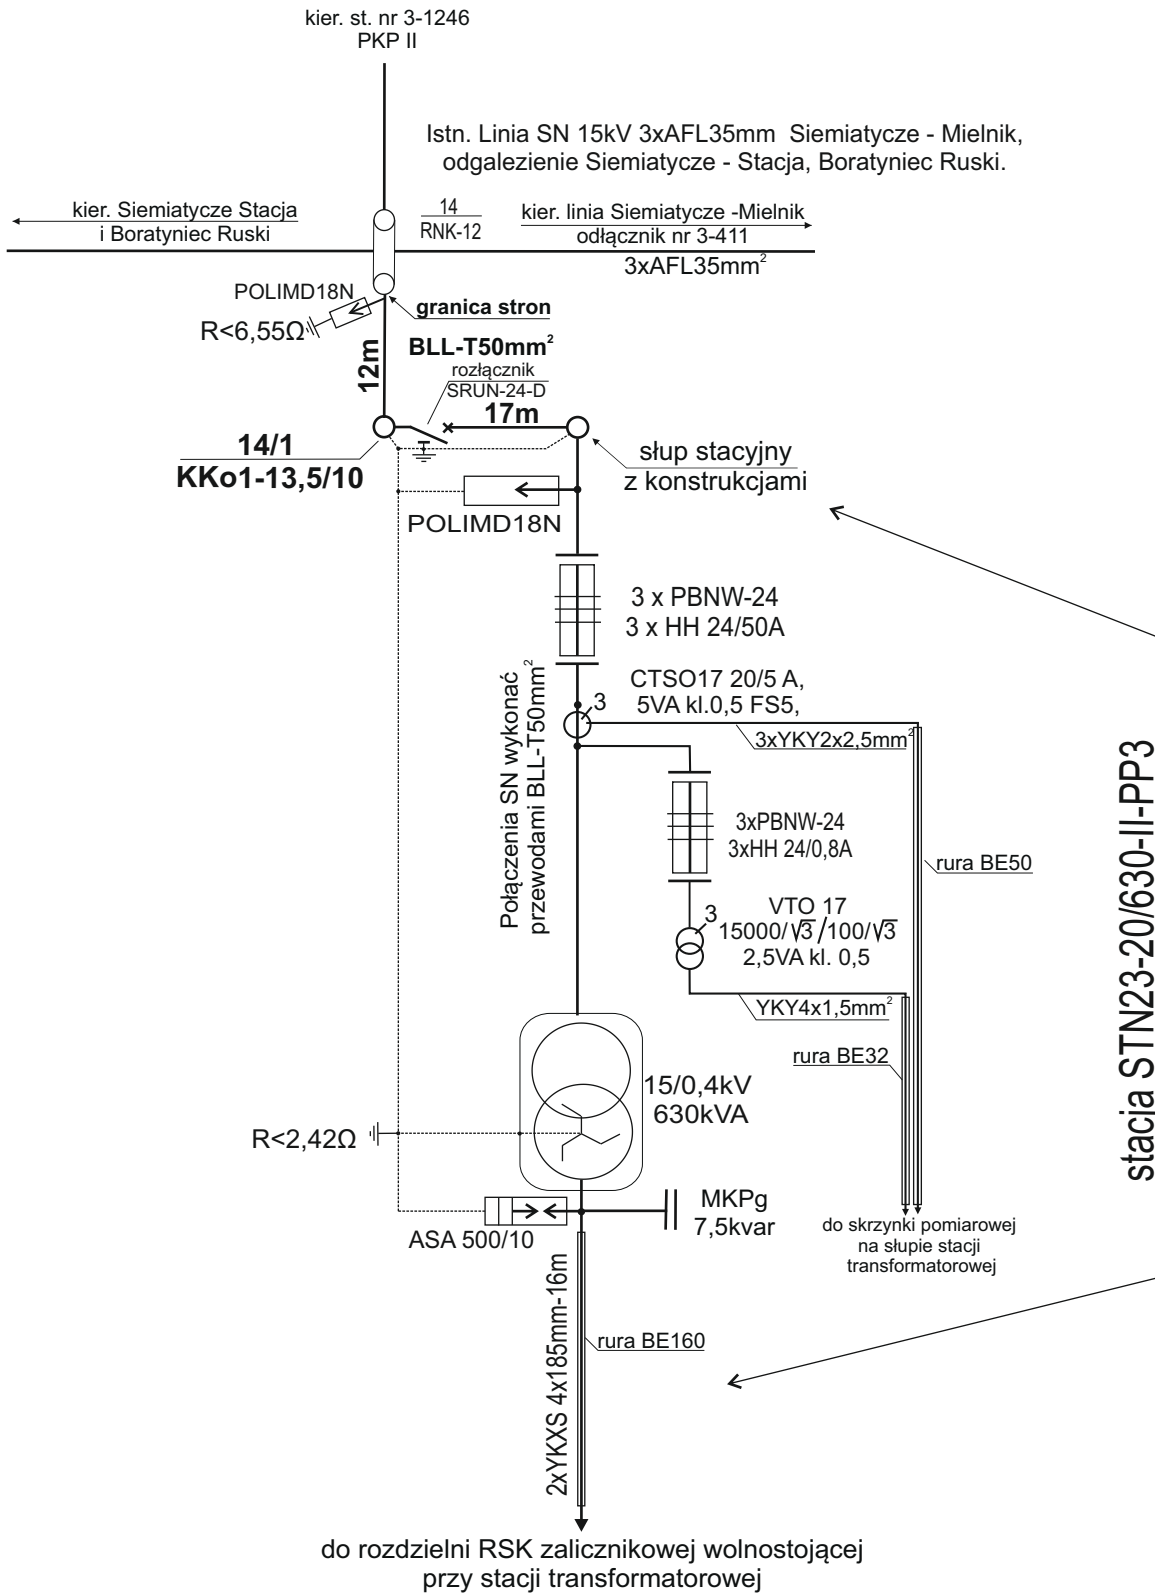 kier. st. nr 3-1246
PKP II
Istn. Linia SN 15kV 3xAFL35mm Siemiatycze - Mielnik,
odgalezienie Siemiatycze - Stacja, Boratyniec Ruski.
kier. Siemiatycze Stacja
i Boratyniec Ruski
14
RNK-12
kier. linia Siemiatycze -Mielnik
odłącznik nr 3-411
3xAFL35mm²
POLIMD18N
R<6,55Ω
granica stron
12m
BLL-T50mm²
rozłącznik
SRUN-24-D
17m
14/1
KKo1-13,5/10
słup stacyjny
z konstrukcjami
POLIMD18N
3 x PBNW-24
3 x HH 24/50A
CTSO17 20/5 A,
5VA kl.0,5 FS5,
3
3xYKY2x2,5mm²
Połączenia SN wykonać
przewodami BLL-T50mm²
3xPBNW-24
3xHH 24/0,8A
rura BE50
3
VTO 17
15000/√3/100/√3
2,5VA kl. 0,5
YKY4x1,5mm²
rura BE32
stacja STN23-20/630-II-PP3
15/0,4kV
630kVA
R<2,42Ω
ASA 500/10
MKPg
7,5kvar
do skrzynki pomiarowej
na słupie stacji
transformatorowej
2xYKXS 4x185mm-16m
rura BE160
do rozdzielni RSK zalicznikowej wolnostojącej
przy stacji transformatorowej